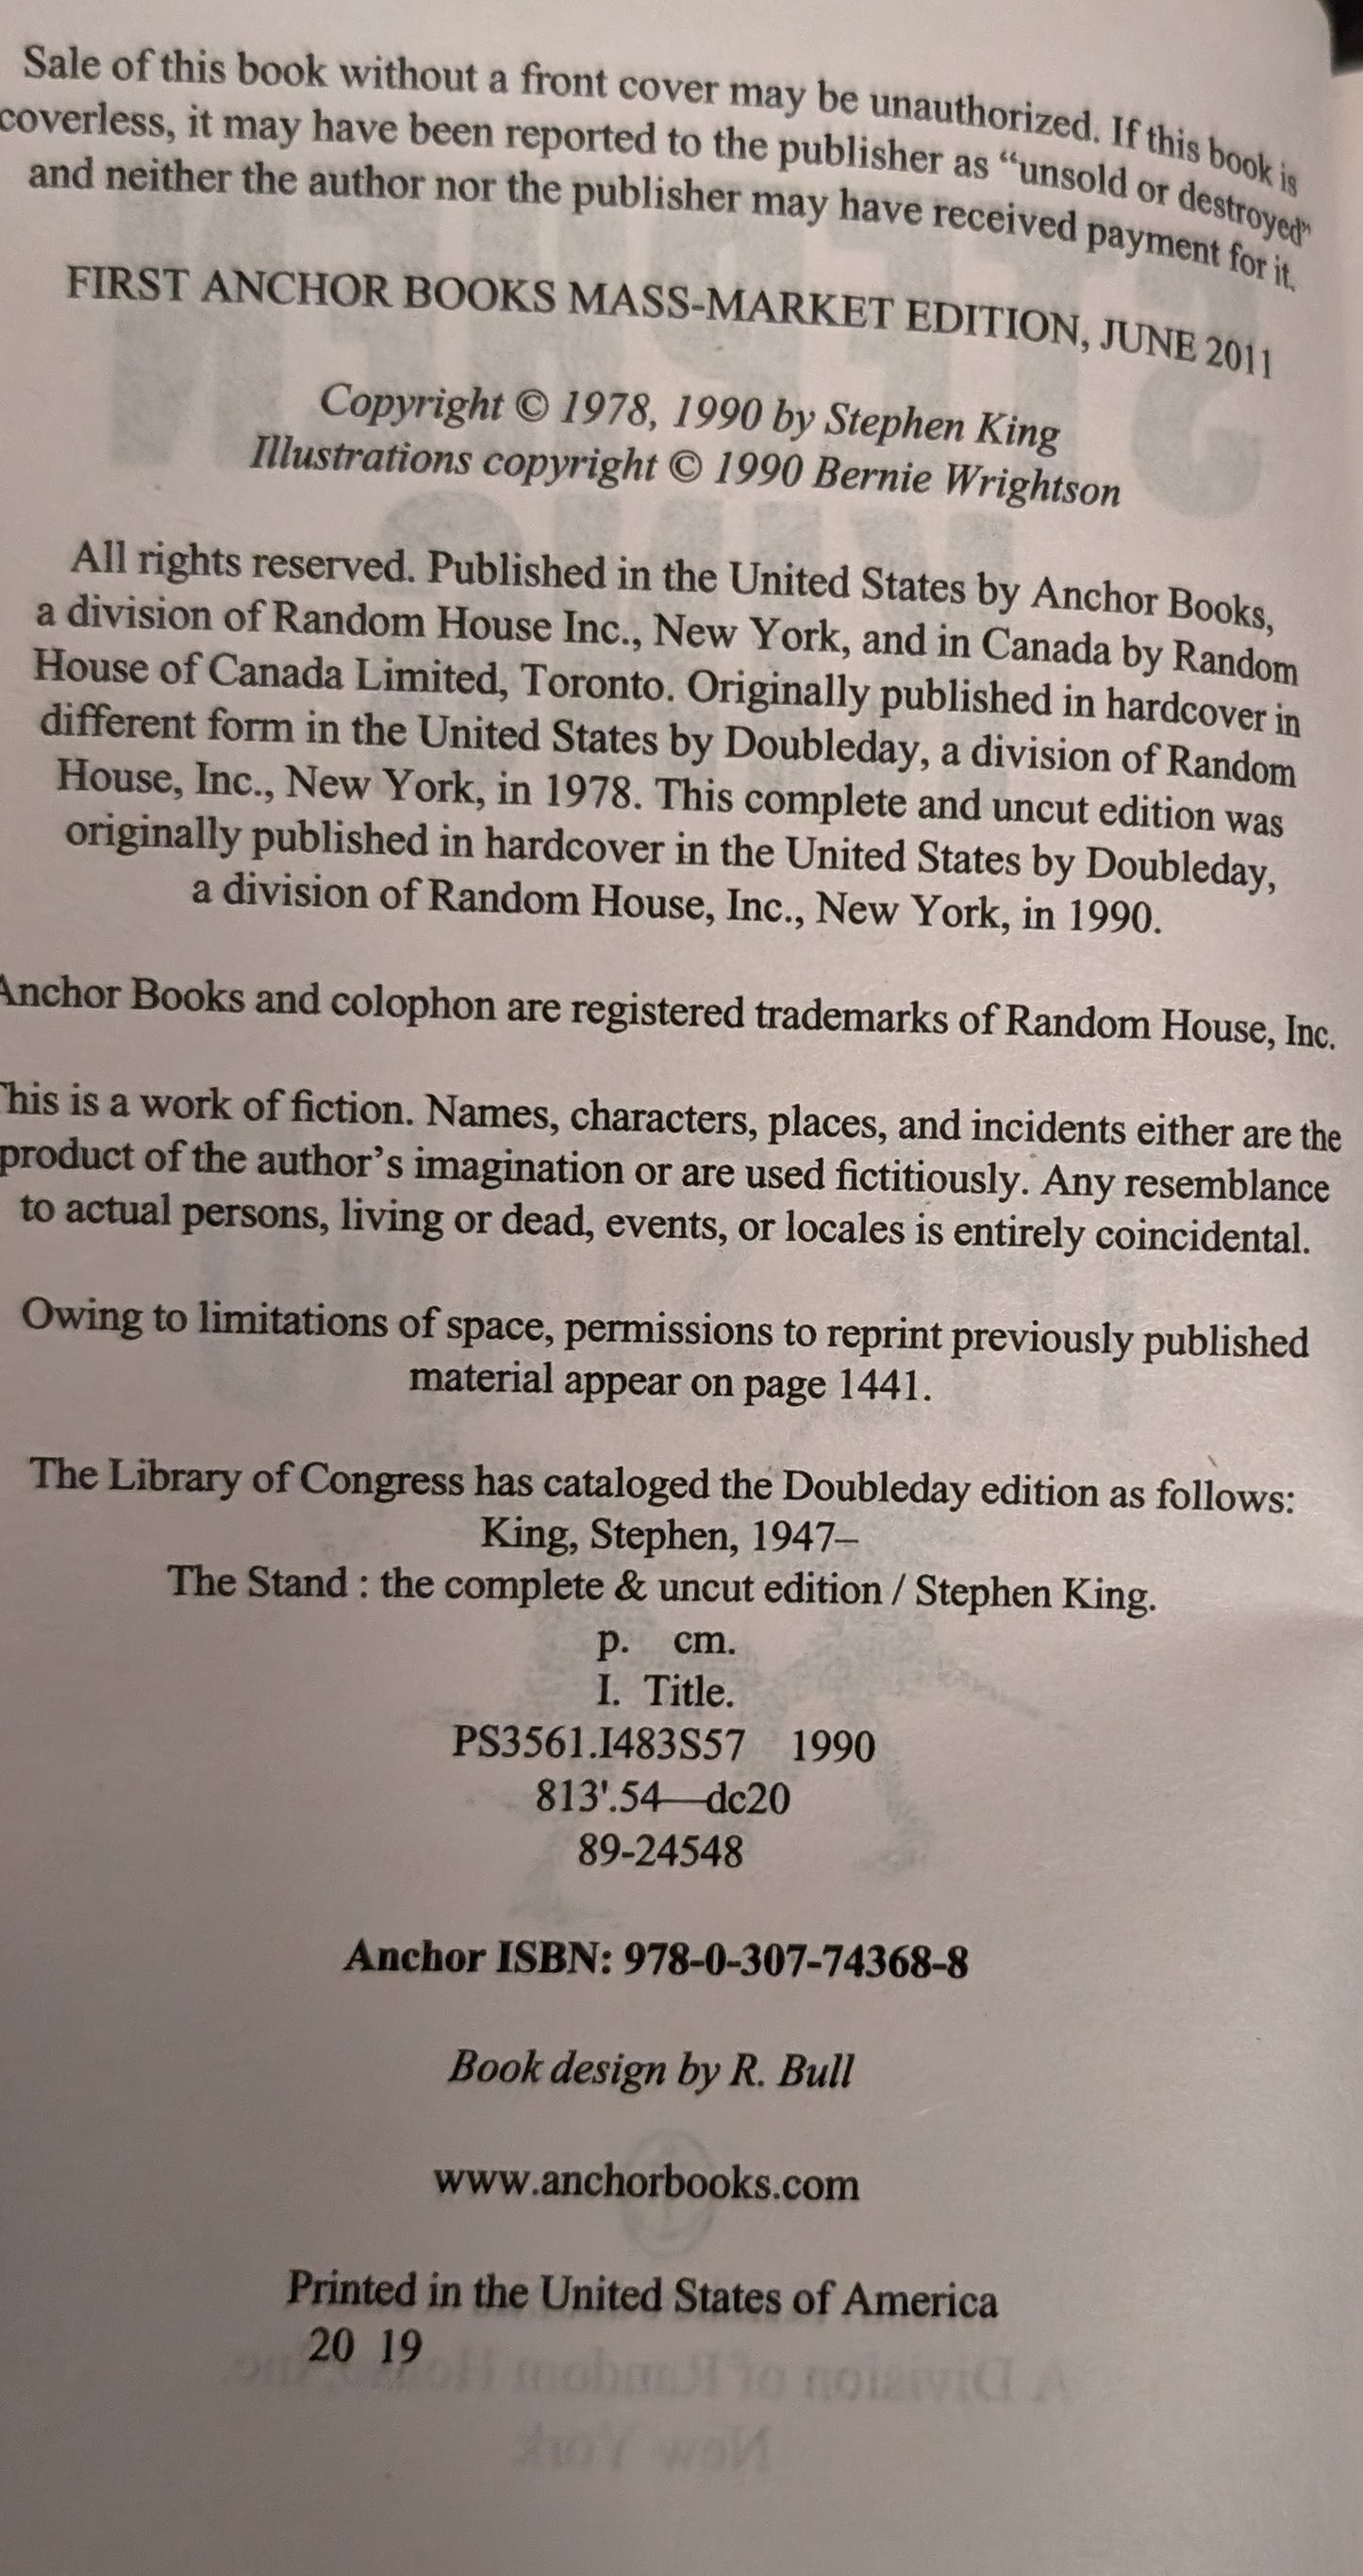 Sale of this book without a front cover may be unauthorized. If this book is
coverless, it may have been reported to the publisher as “unsold or destroyed”
and neither the author nor the publisher may have received payment for it.
FIRST ANCHOR BOOKS MASS-MARKET EDITION, JUNE 2011
Copyright © 1978, 1990 by Stephen King
Illustrations copyright © 1990 Bernie Wrightson
All rights reserved. Published in the United States by Anchor Books,
a division of Random House Inc., New York, and in Canada by Random
House of Canada Limited, Toronto. Originally published in hardcover in
different form in the United States by Doubleday, a division of Random
House, Inc., New York, in 1978. This complete and uncut edition was
originally published in hardcover in the United States by Doubleday,
a division of Random House, Inc., New York, in 1990.
Anchor Books and colophon are registered trademarks of Random House, Inc.
This is a work of fiction. Names, characters, places, and incidents either are the
product of the author’s imagination or are used fictitiously. Any resemblance
to actual persons, living or dead, events, or locales is entirely coincidental.
Owing to limitations of space, permissions to reprint previously published
material appear on page 1441.
The Library of Congress has cataloged the Doubleday edition as follows:
King, Stephen, 1947–
The Stand : the complete & uncut edition / Stephen King.
p. cm.
I. Title.
PS3561.I483S57 1990
813'.54—dc20
89-24548
Anchor ISBN: 978-0-307-74368-8
Book design by R. Bull
www.anchorbooks.com
Printed in the United States of America
20 19